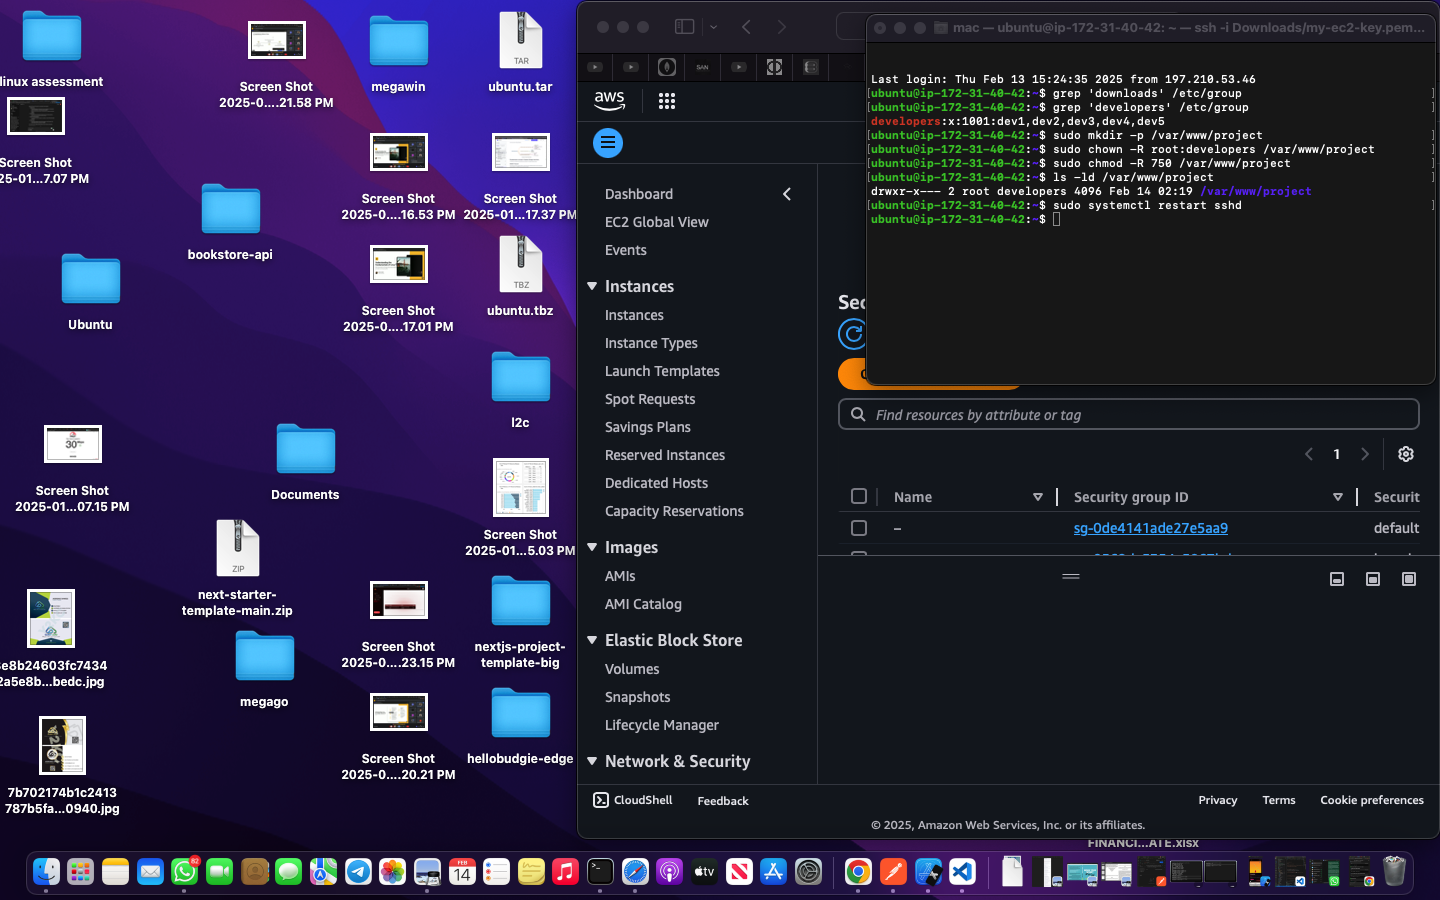 linux assessment
Screen Shot
2025-0....21.58 PM
megawin
TAR
ubuntu.tar
Screen Shot
25-01...7.07 PM
Screen Shot
2025-0....16.53 PM
Screen Shot
2025-01...17.37 PM
bookstore-api
Ubuntu
Screen Shot
2025-0....17.01 PM
TBZ
ubuntu.tbz
l2c
Screen Shot
2025-01...07.15 PM
Documents
Screen Shot
2025-01...5.03 PM
ZIP
next-starter-
template-main.zip
Screen Shot
2025-0....23.15 PM
nextjs-project-
template-big
e8b24603fc7434
2a5e8b...bedc.jpg
megago
Screen Shot
2025-0....20.21 PM
hellobudgie-edge
7b702174b1c2413
787b5fa...0940.jpg
mac — ubuntu@ip-172-31-40-42: ~ — ssh -i Downloads/my-ec2-key.pem...
Last login: Thu Feb 13 15:24:35 2025 from 197.210.53.46
[ubuntu@ip-172-31-40-42:~$ grep 'downloads' /etc/group ]
[ubuntu@ip-172-31-40-42:~$ grep 'developers' /etc/group ]
developers:x:1001:dev1,dev2,dev3,dev4,dev5
[ubuntu@ip-172-31-40-42:~$ sudo mkdir -p /var/www/project ]
[ubuntu@ip-172-31-40-42:~$ sudo chown -R root:developers /var/www/project ]
[ubuntu@ip-172-31-40-42:~$ sudo chmod -R 750 /var/www/project ]
[ubuntu@ip-172-31-40-42:~$ ls -ld /var/www/project ]
drwxr-x--- 2 root developers 4096 Feb 14 02:19 /var/www/project
[ubuntu@ip-172-31-40-42:~$ sudo systemctl restart sshd ]
ubuntu@ip-172-31-40-42:~$
SAN
aws
Dashboard
EC2 Global View
Events
Instances
Instances
Instance Types
Launch Templates
Spot Requests
Savings Plans
Reserved Instances
Dedicated Hosts
Capacity Reservations
Images
AMIs
AMI Catalog
Elastic Block Store
Volumes
Snapshots
Lifecycle Manager
Network & Security
Sec
Find resources by attribute or tag
1
Name
Security group ID
Securit
–
sg-0de4141ade27e5aa9
default
CloudShell
Feedback
Privacy
Terms
Cookie preferences
© 2025, Amazon Web Services, Inc. or its affiliates.
FINANCI...ATE.xlsx
82
FEB
14
tv